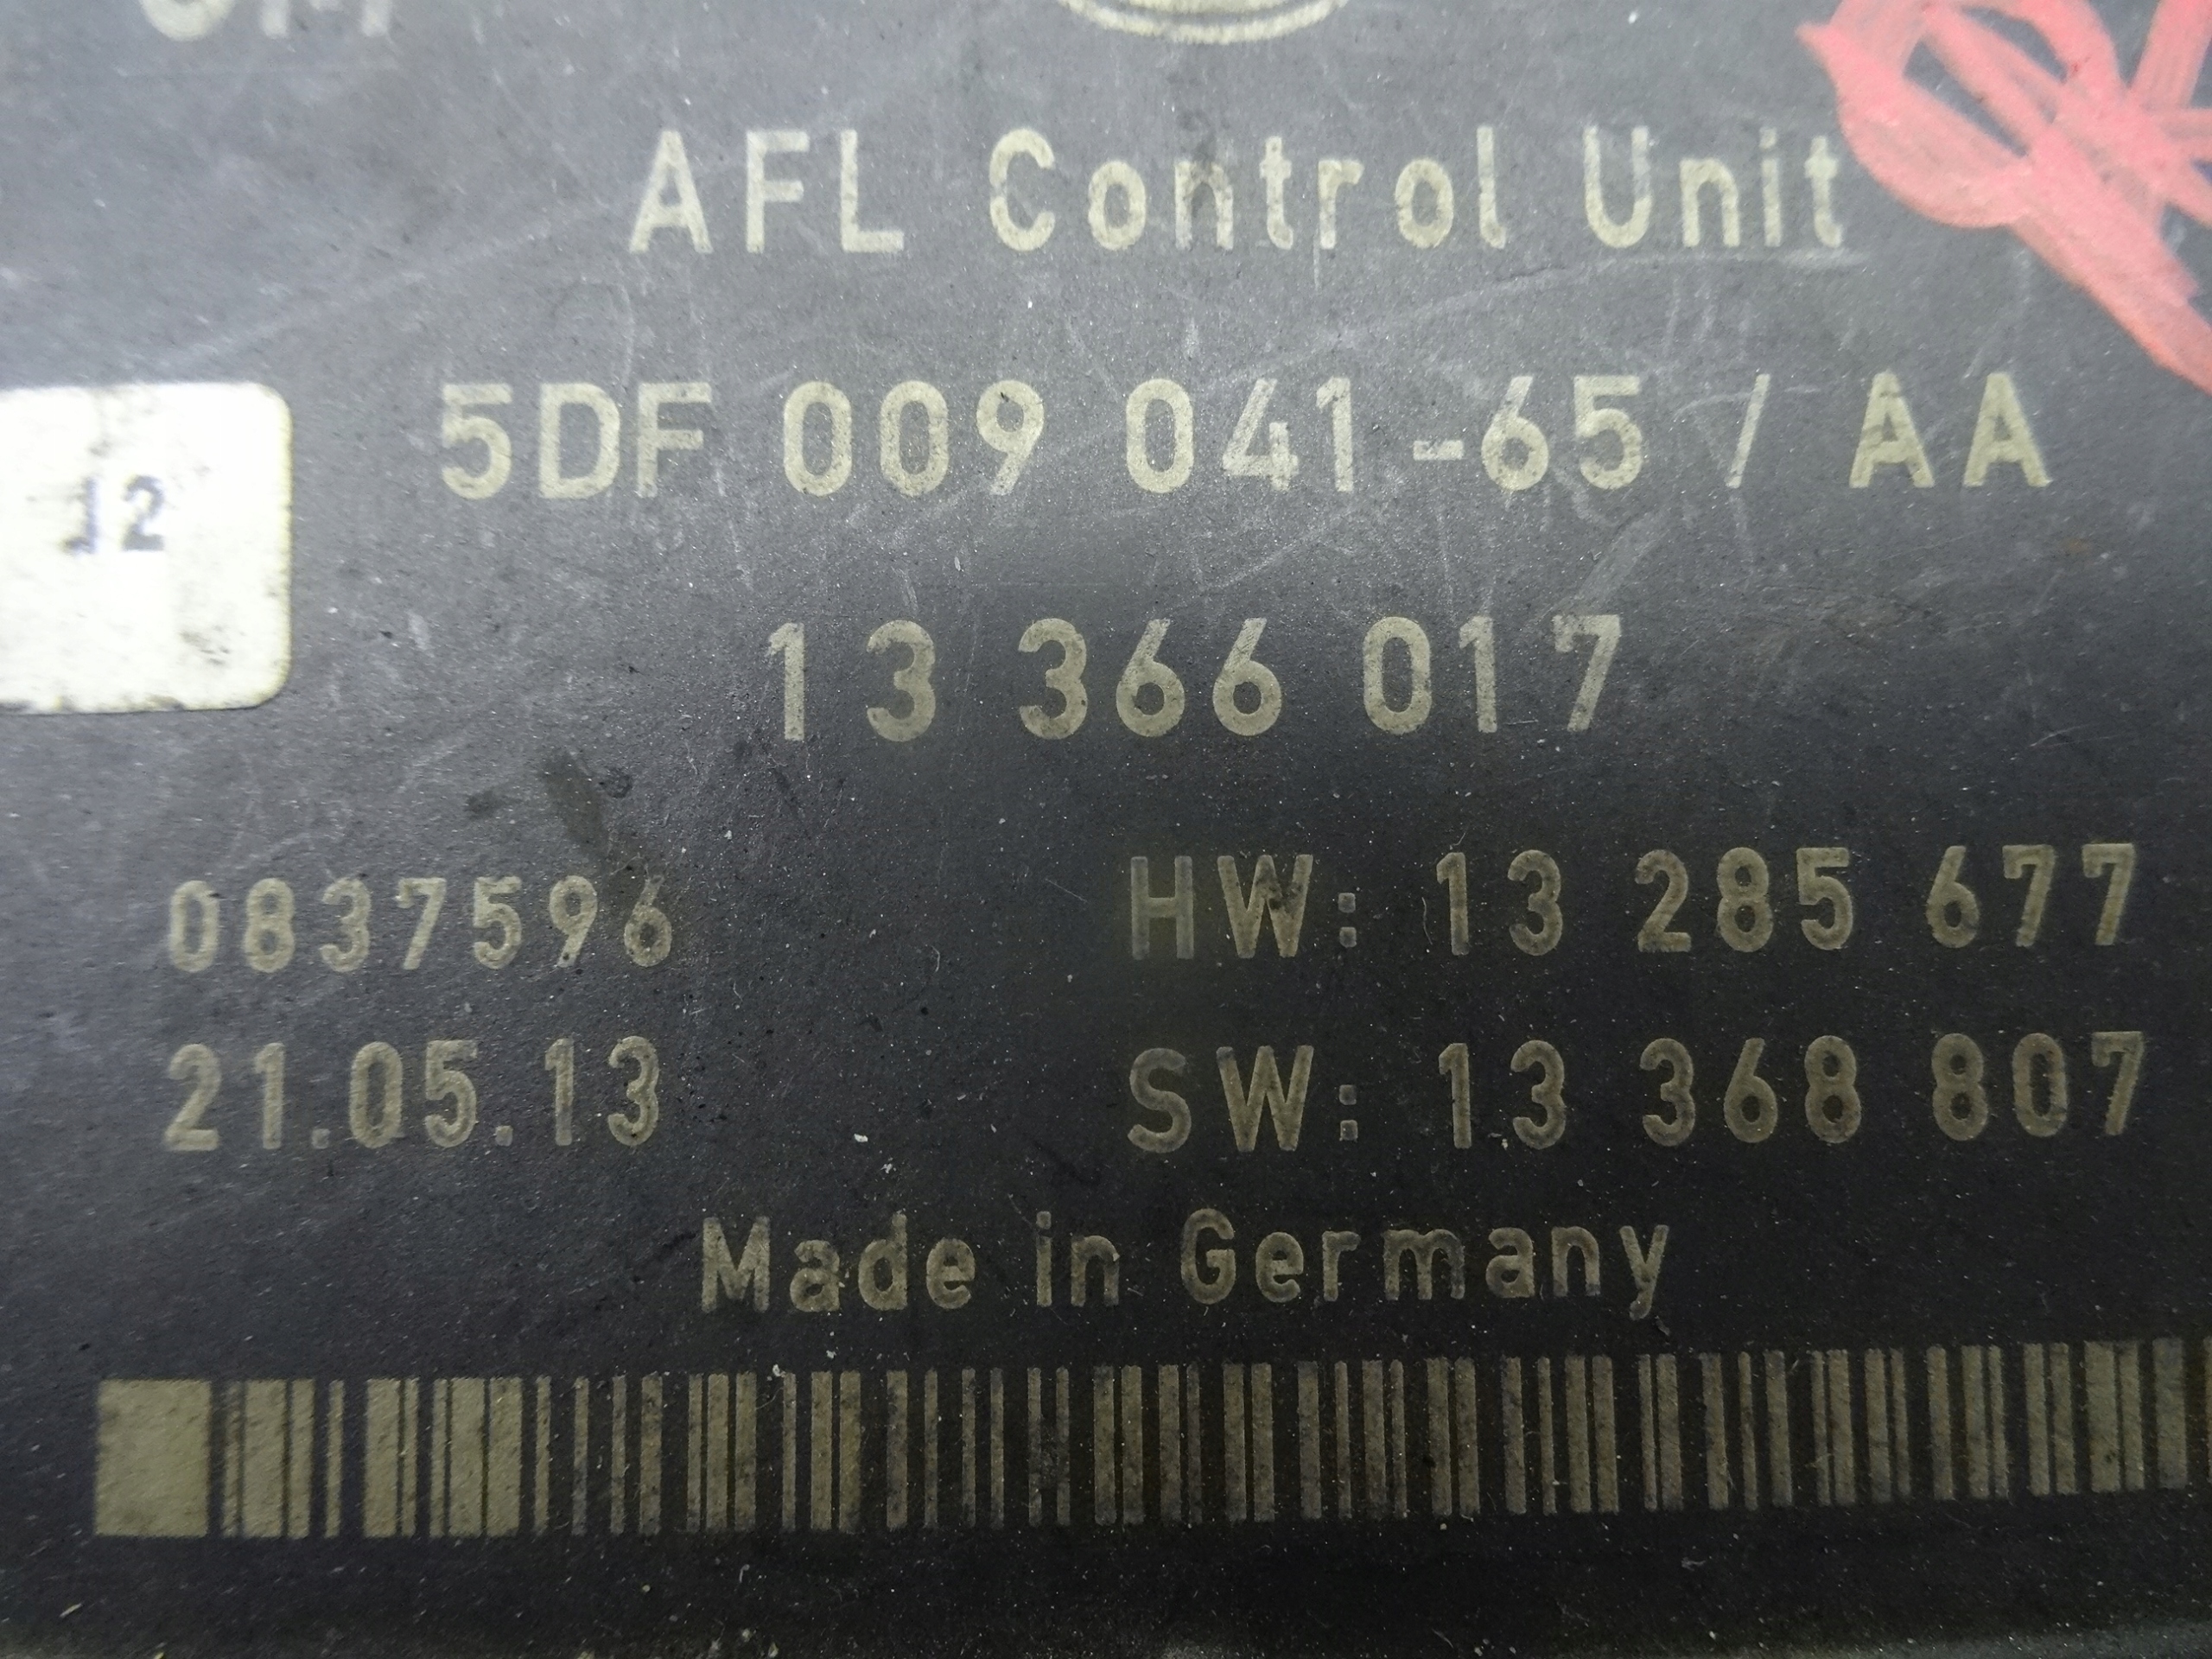 AFL Control Unit
5DF 009 041-65 / AA
J2
13 366 017
0837596 HW: 13 285 677
21.05.13 SW: 13 368 807
Made in Germany